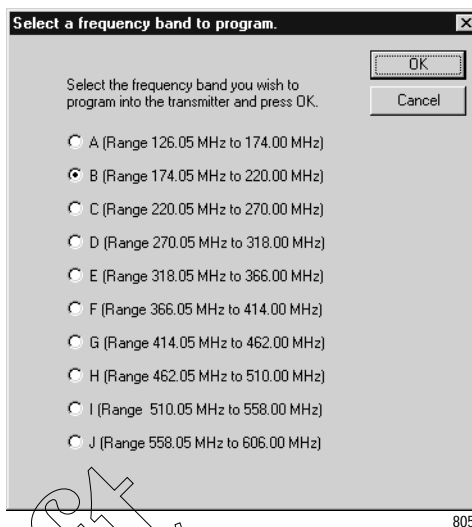 Select a frequency band to program.
OK
Select the frequency band you wish to
program into the transmitter and press OK.
Cancel
A (Range 126.05 MHz to 174.00 MHz)
B (Range 174.05 MHz to 220.00 MHz)
C (Range 220.05 MHz to 270.00 MHz)
D (Range 270.05 MHz to 318.00 MHz)
E (Range 318.05 MHz to 366.00 MHz)
F (Range 366.05 MHz to 414.00 MHz)
G (Range 414.05 MHz to 462.00 MHz)
H (Range 462.05 MHz to 510.00 MHz)
I (Range 510.05 MHz to 558.00 MHz)
J (Range 558.05 MHz to 606.00 MHz)